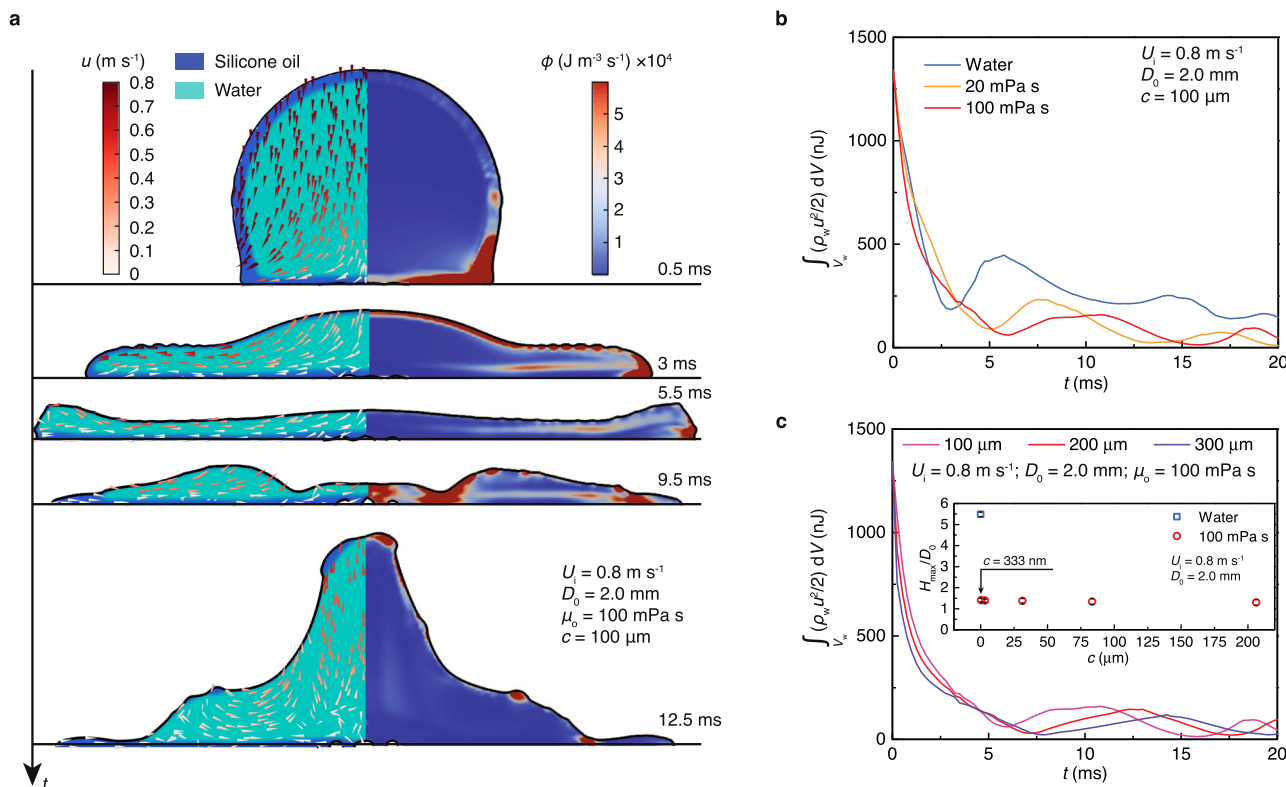 a
u (m s⁻¹)
0.8
0.7
0.6
0.5
0.4
0.3
0.2
0.1
0
Silicone oil
Water
ϕ (J m⁻³ s⁻¹) ×10⁴
5
4
3
2
1
0.5 ms
3 ms
5.5 ms
9.5 ms
12.5 ms
Uᵢ = 0.8 m s⁻¹
D₀ = 2.0 mm
μₒ = 100 mPa s
c = 100 μm
t
b
1500
1000
500
0
∫_{V_w} (ρ_w u²/2) dV (nJ)
Water
20 mPa s
100 mPa s
Uᵢ = 0.8 m s⁻¹
D₀ = 2.0 mm
c = 100 μm
0 5 10 15 20
t (ms)
c
1500
1000
500
0
∫_{V_w} (ρ_w u²/2) dV (nJ)
100 μm 200 μm 300 μm
Uᵢ = 0.8 m s⁻¹; D₀ = 2.0 mm; μₒ = 100 mPa s
6
5
4
3
2
1
0
H_max/D₀
Water
100 mPa s
c = 333 nm
Uᵢ = 0.8 m s⁻¹
D₀ = 2.0 mm
0 25 50 75 100 125 150 175 200 225
c (μm)
0 5 10 15 20
t (ms)